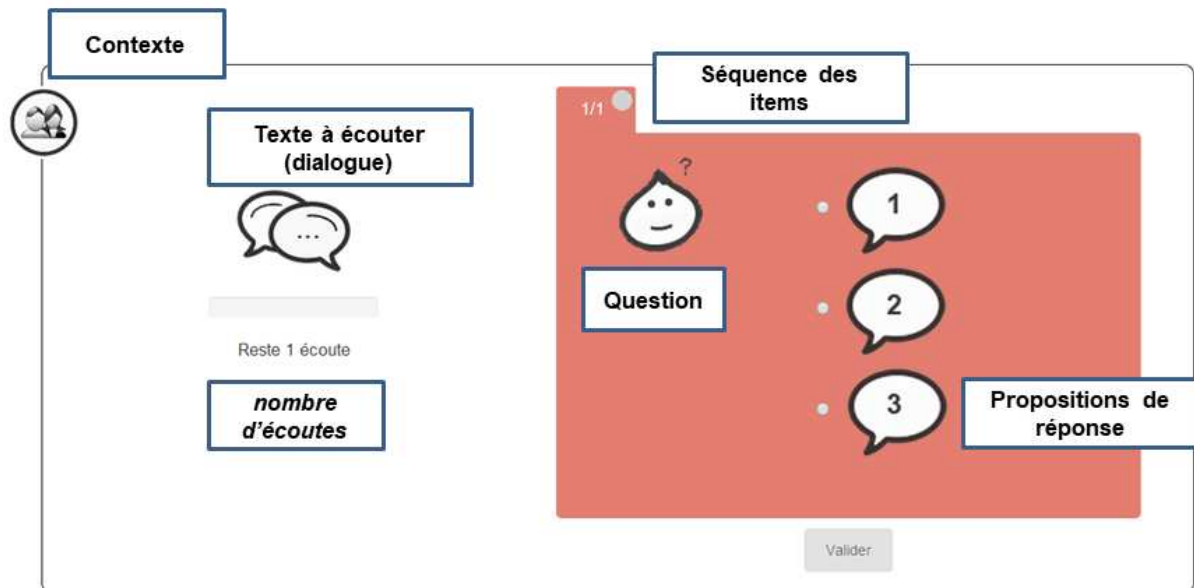 Contexte
Séquence des
items
1/1
Texte à écouter
(dialogue)
...
?
1
Question
2
Reste 1 écoute
nombre
d'écoutes
3
Propositions de
réponse
Valider